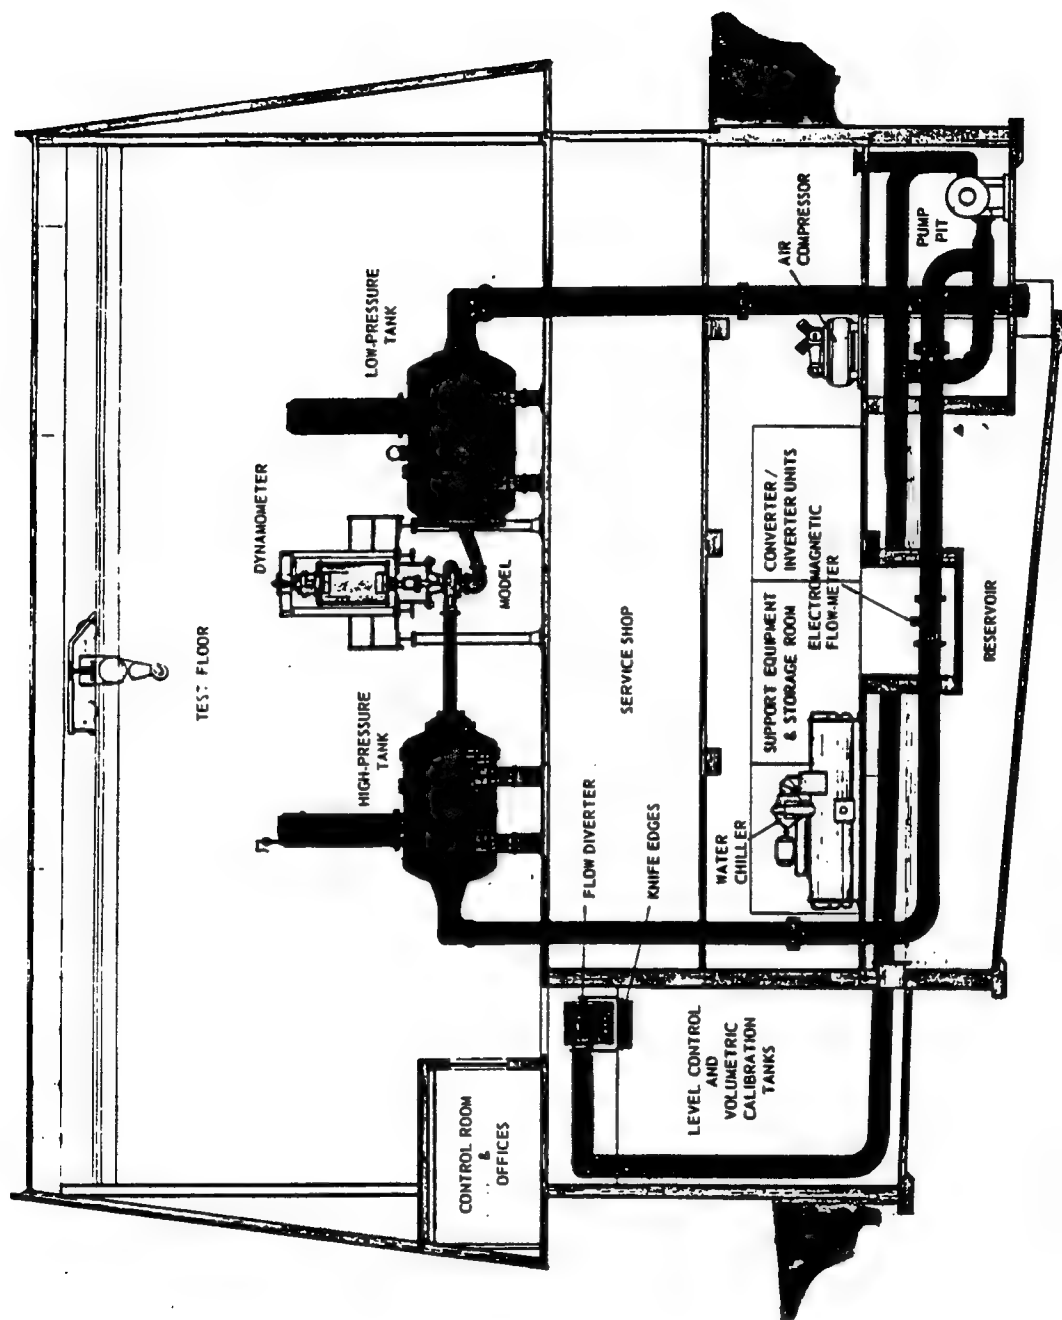 TEST FLOOR
DYNAMOMETER
LOW-PRESSURE
TANK
HIGH-PRESSURE
TANK
MODEL
CONTROL ROOM
&
OFFICES
FLOW DIVERTER
KNIFE EDGES
SERVICE SHOP
LEVEL CONTROL
AND
VOLUMETRIC
CALIBRATION
TANKS
WATER
CHILLER
SUPPORT EQUIPMENT
& STORAGE ROOM
CONVERTER/
INVERTER UNITS
ELECTROMAGNETIC
FLOW-METER
AIR
COMPRESSOR
PUMP
PIT
RESERVOIR